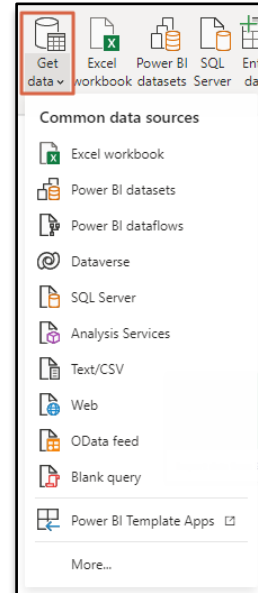 Get Excel Power BI SQL
data workbook datasets Server
Common data sources
Excel workbook
Power BI datasets
Power BI dataflows
Dataverse
SQL Server
Analysis Services
Text/CSV
Web
OData feed
Blank query
Power BI Template Apps
More...